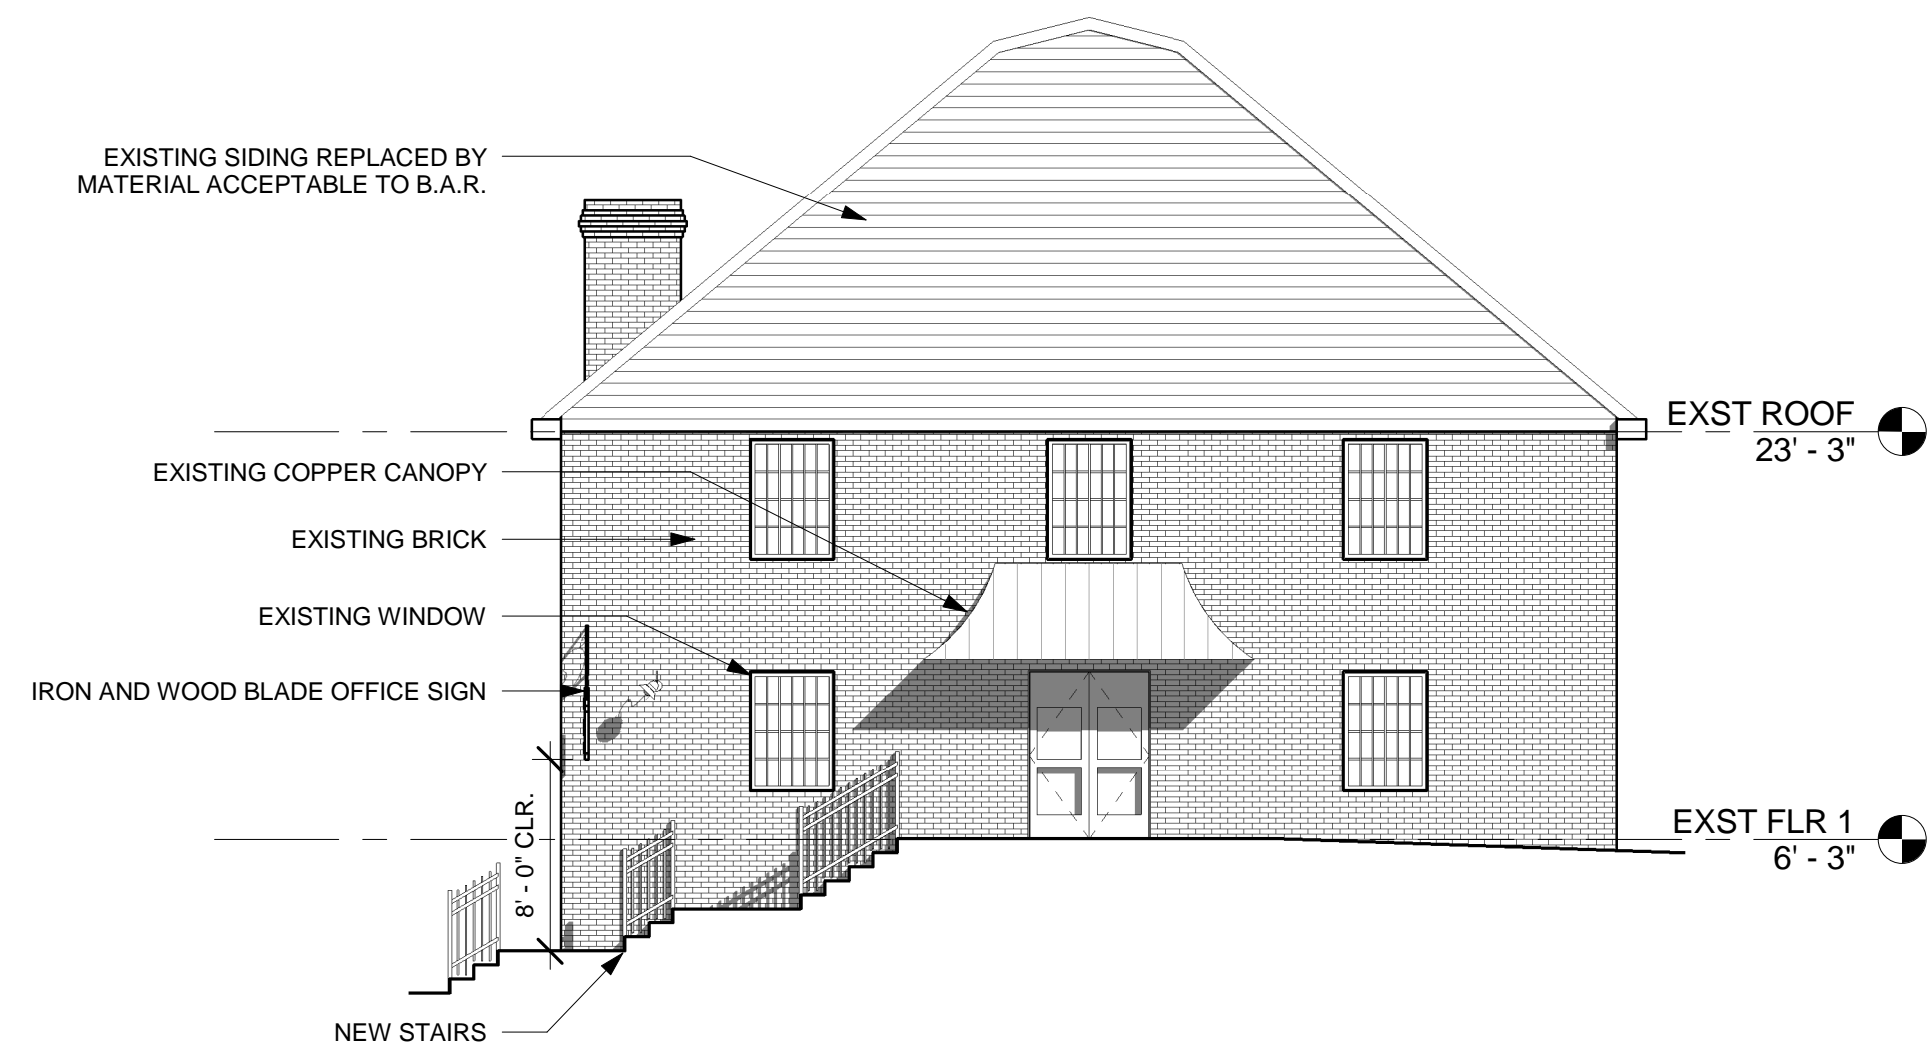 EXISTING SIDING REPLACED BY
MATERIAL ACCEPTABLE TO B.A.R.
EXST ROOF
23' - 3"
EXISTING COPPER CANOPY
EXISTING BRICK
EXISTING WINDOW
IRON AND WOOD BLADE OFFICE SIGN
8' - 0" CLR.
EXST FLR 1
6' - 3"
NEW STAIRS